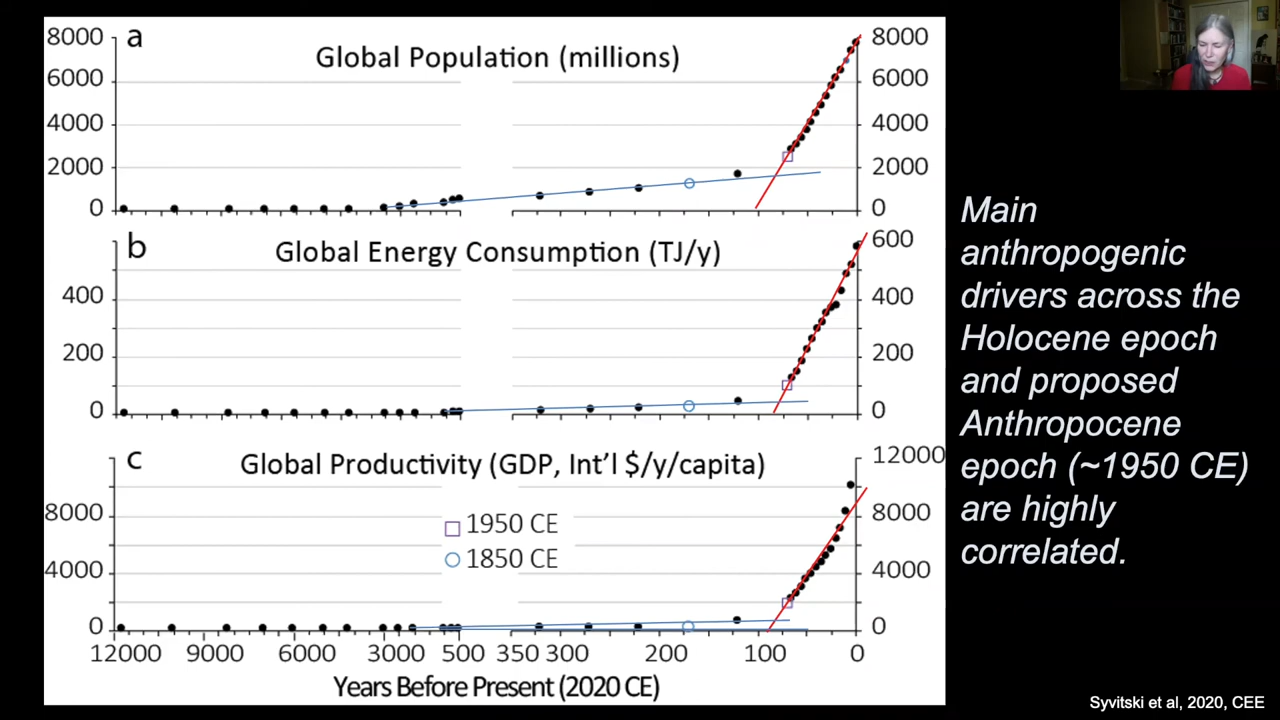 a
Global Population (millions)
8000
6000
4000
2000
0
8000
6000
4000
2000
0
b
Global Energy Consumption (TJ/y)
400
200
0
600
400
200
0
c
Global Productivity (GDP, Int'l $/y/capita)
8000
4000
0
12000
8000
4000
0
1950 CE
1850 CE
12000 9000 6000 3000 500 350 300 200 100 0
Years Before Present (2020 CE)
Main
anthropogenic
drivers across the
Holocene epoch
and proposed
Anthropocene
epoch (~1950 CE)
are highly
correlated.
Syvitski et al, 2020, CEE